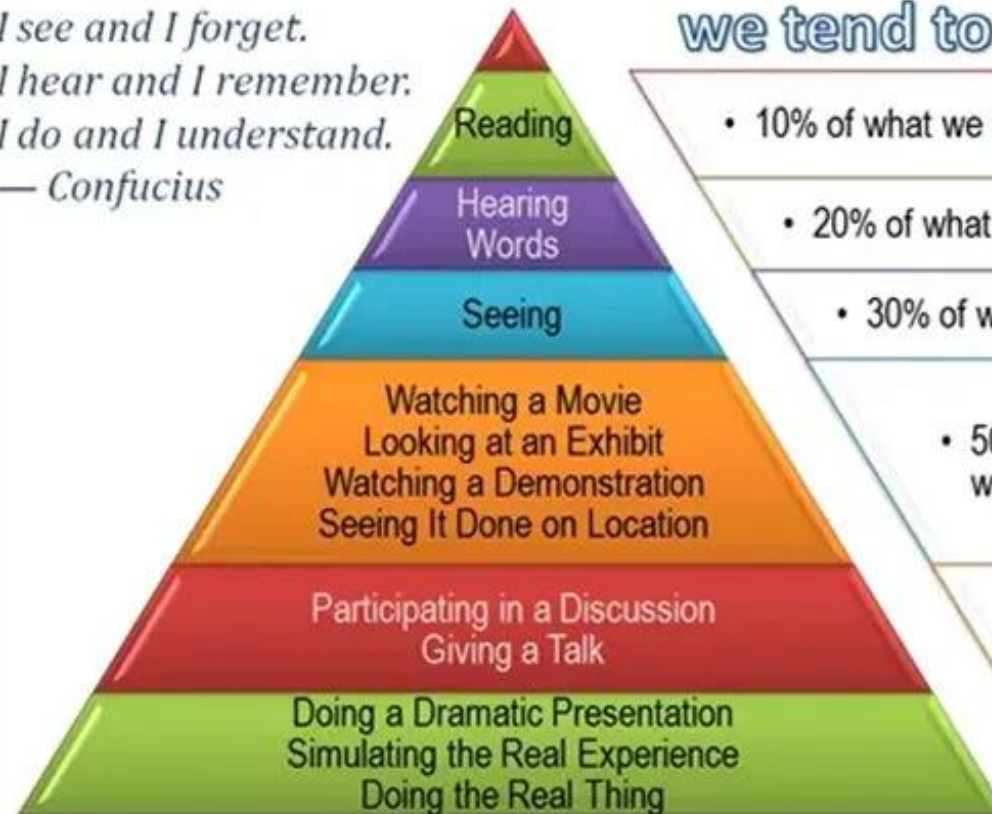 I see and I forget.
I hear and I remember.
I do and I understand.
— Confucius
we tend to
Reading
• 10% of what we
Hearing
Words
• 20% of what
Seeing
• 30% of w
Watching a Movie
Looking at an Exhibit
Watching a Demonstration
Seeing It Done on Location
• 50
w
Participating in a Discussion
Giving a Talk
Doing a Dramatic Presentation
Simulating the Real Experience
Doing the Real Thing